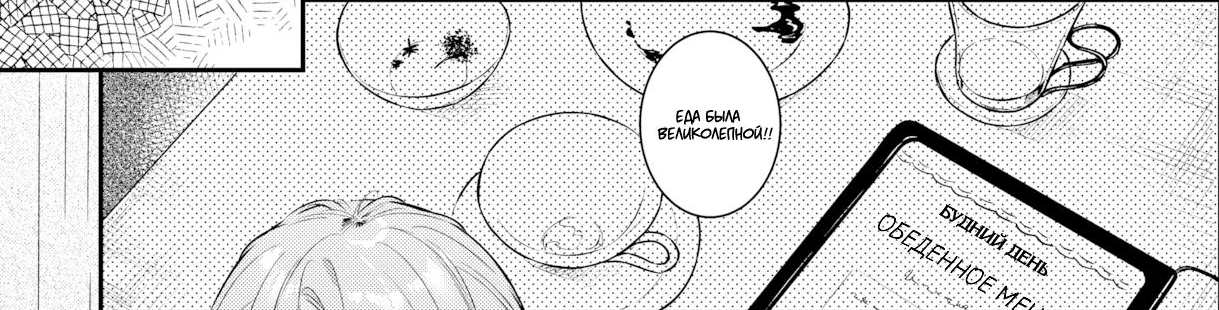 ЕДА БЫЛА
ВЕЛИКОЛЕПНОЙ!!
БУДНИЙ ДЕНЬ
ОБЕДЕННОЕ